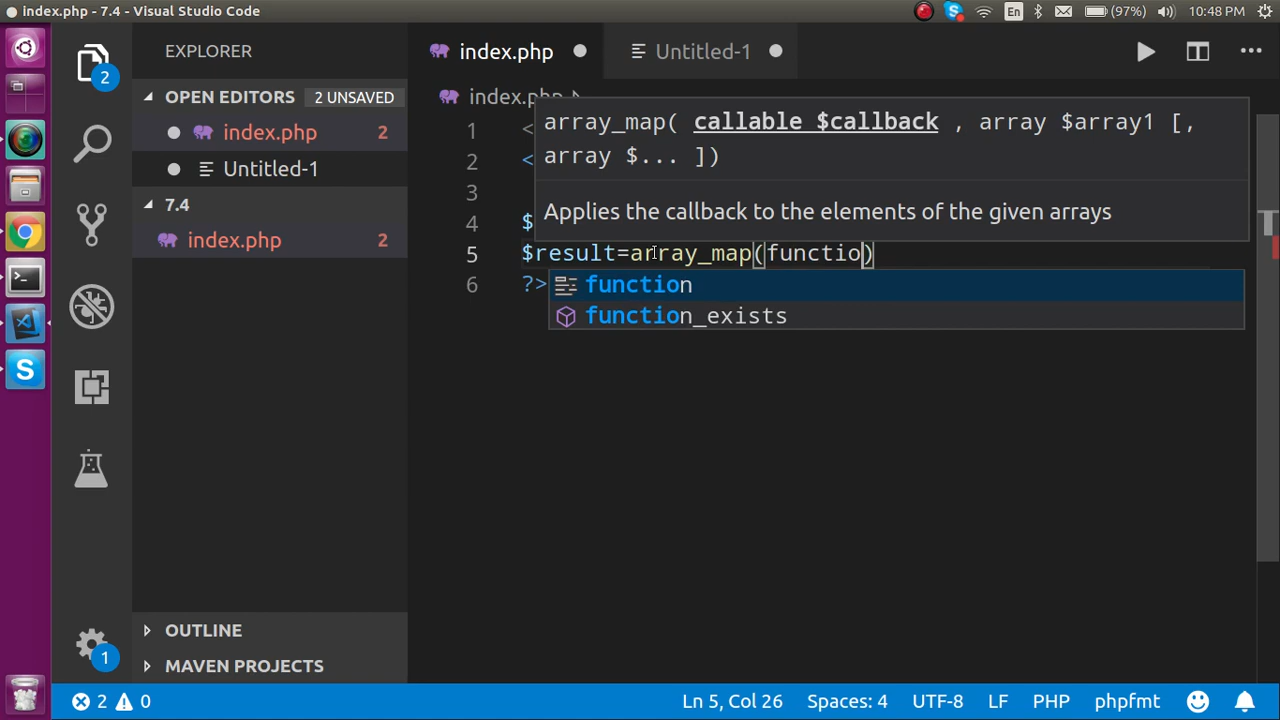 index.php - 7.4 - Visual Studio Code
En
(97%)
10:48 PM
EXPLORER
index.php
Untitled-1
2
OPEN EDITORS
2 UNSAVED
index.php
index.php 2
Untitled-1
7.4
index.php 2
1 <
2 <
3
4 $
5 $result=array_map(functio)
6 ?>
array_map( callable $callback , array $array1 [,
array $... ])
Applies the callback to the elements of the given arrays
function
function_exists
OUTLINE
MAVEN PROJECTS
1
2
0
Ln 5, Col 26
Spaces: 4
UTF-8
LF
PHP
phpfmt